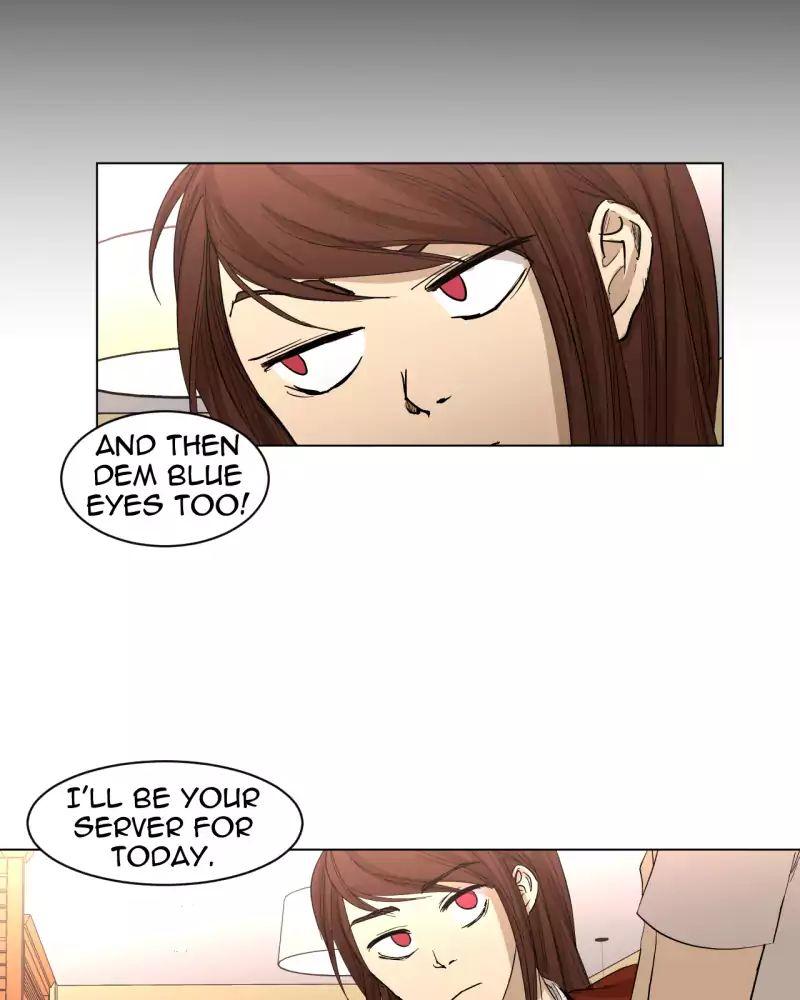 AND THEN
DEM BLUE
EYES TOO!
I'LL BE YOUR
SERVER FOR
TODAY.